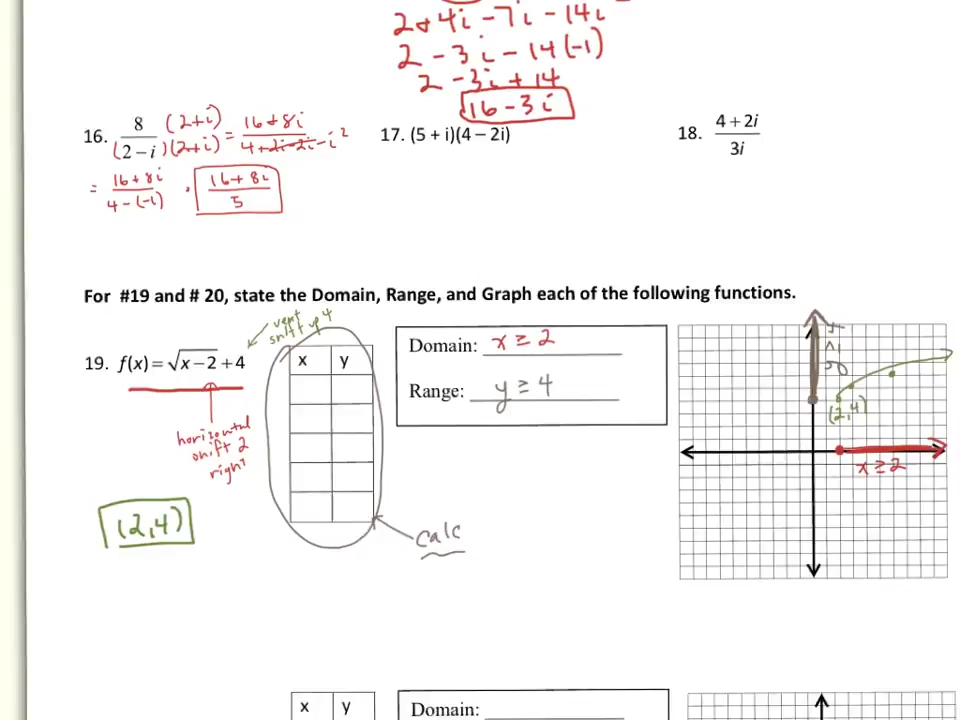 2 + 4i - 7i - 14i
2 - 3i - 14(-1)
2 - 3i + 14
16 - 3i
16. 8/(2 - i) (2+i)/(2+i) = (16 + 8i)/(4 + 2i - 2i - i²)
= (16 + 8i)/(4 - (-1)) . (16 + 8i)/5
17. (5 + i)(4 – 2i)
18. (4 + 2i)/3i
For #19 and # 20, state the Domain, Range, and Graph each of the following functions.
vert
shift up 4
19. f(x) = √(x − 2) + 4
horizontal
shift 2
right
(2,4)
x y
calc
Domain: x ≥ 2
Range: y ≥ 4
y ≥ 4
(2,4)
x ≥ 2
x y
Domain: